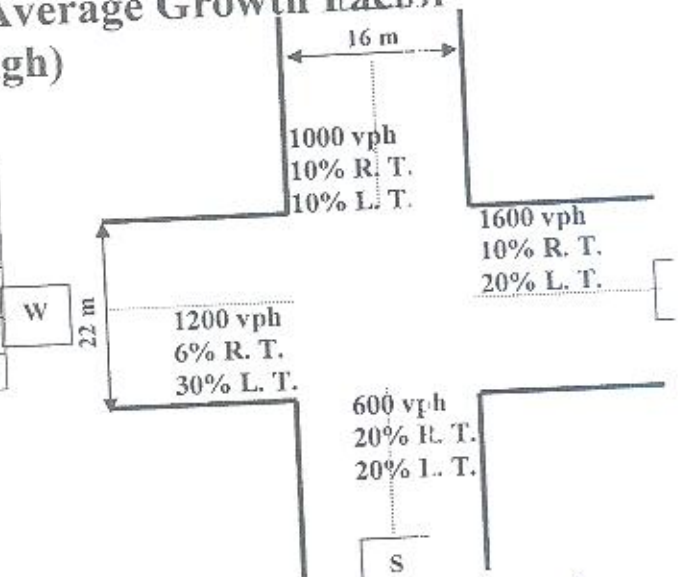 Average Growth
gh)
16 m
1000 vph
10% R. T.
10% L. T.
1600 vph
10% R. T.
20% L. T.
W
22 m
1200 vph
6% R. T.
30% L. T.
600 vph
20% R. T.
20% L. T.
S